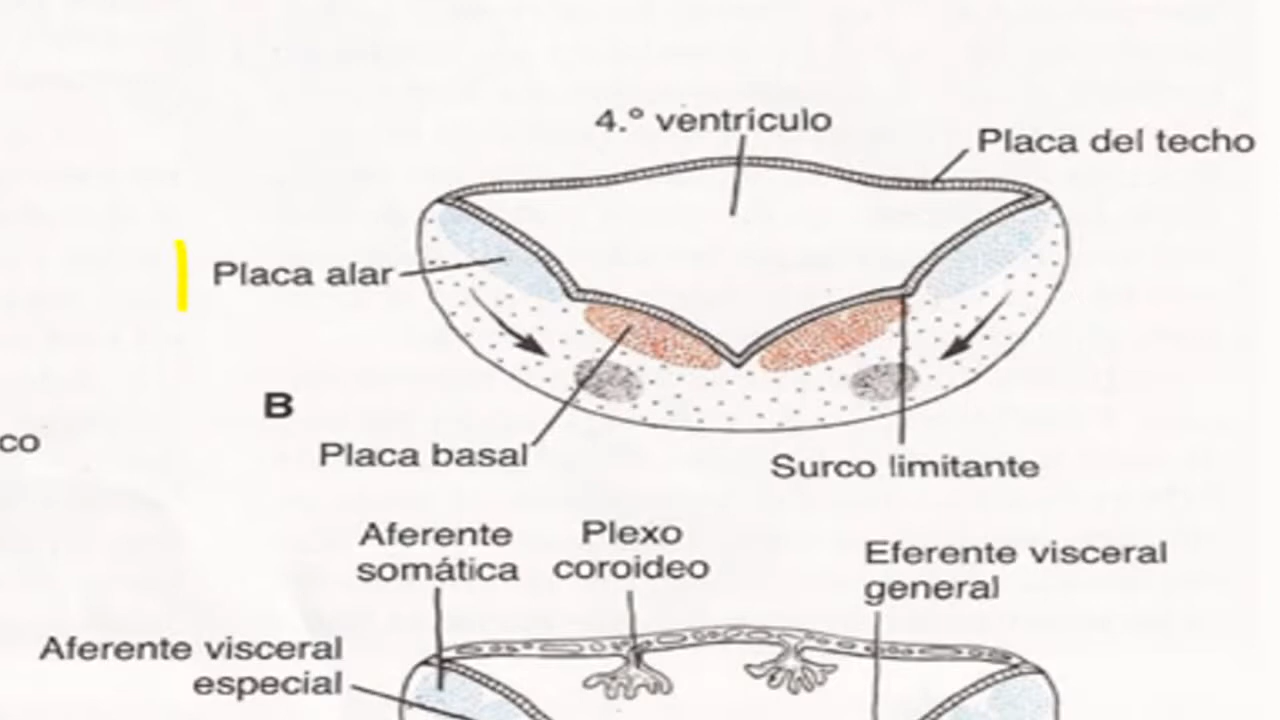 4.º ventrículo
Placa del techo
Placa alar
B
co
Placa basal
Surco limitante
Aferente
somática
Plexo
coroideo
Eferente visceral
general
Aferente visceral
especial